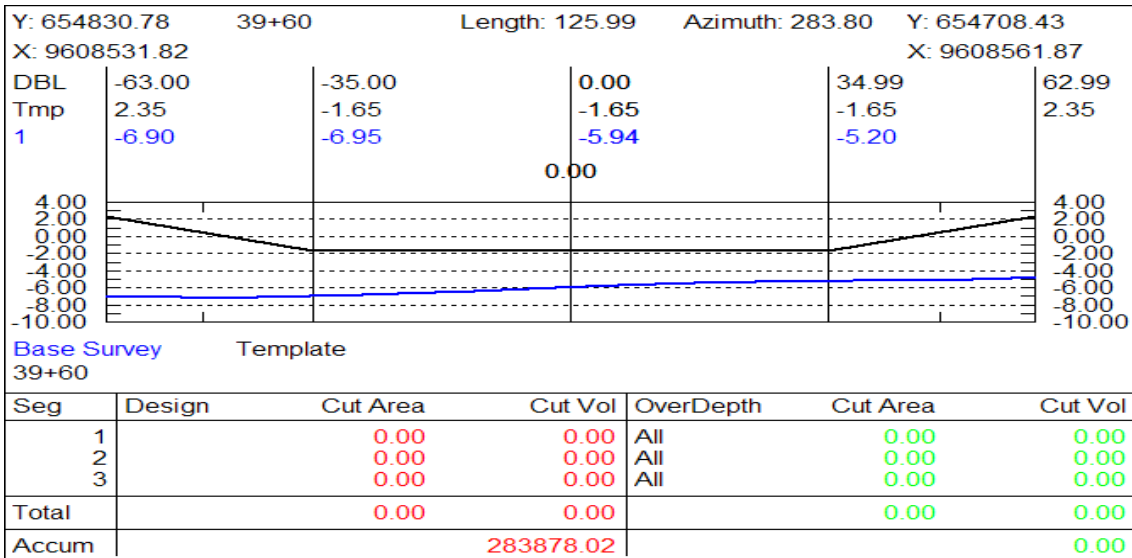 Y: 654830.78 39+60 Length: 125.99 Azimuth: 283.80 Y: 654708.43
X: 9608531.82 X: 9608561.87
DBL -63.00 -35.00 0.00 34.99 62.99
Tmp 2.35 -1.65 -1.65 -1.65 2.35
1 -6.90 -6.95 -5.94 -5.20
0.00
4.00 4.00
2.00 2.00
0.00 0.00
-2.00 -2.00
-4.00 -4.00
-6.00 -6.00
-8.00 -8.00
-10.00 -10.00
Base Survey Template
39+60
Seg Design Cut Area Cut Vol OverDepth Cut Area Cut Vol
1 0.00 0.00 All 0.00 0.00
2 0.00 0.00 All 0.00 0.00
3 0.00 0.00 All 0.00 0.00
Total 0.00 0.00 0.00 0.00
Accum 283878.02 0.00